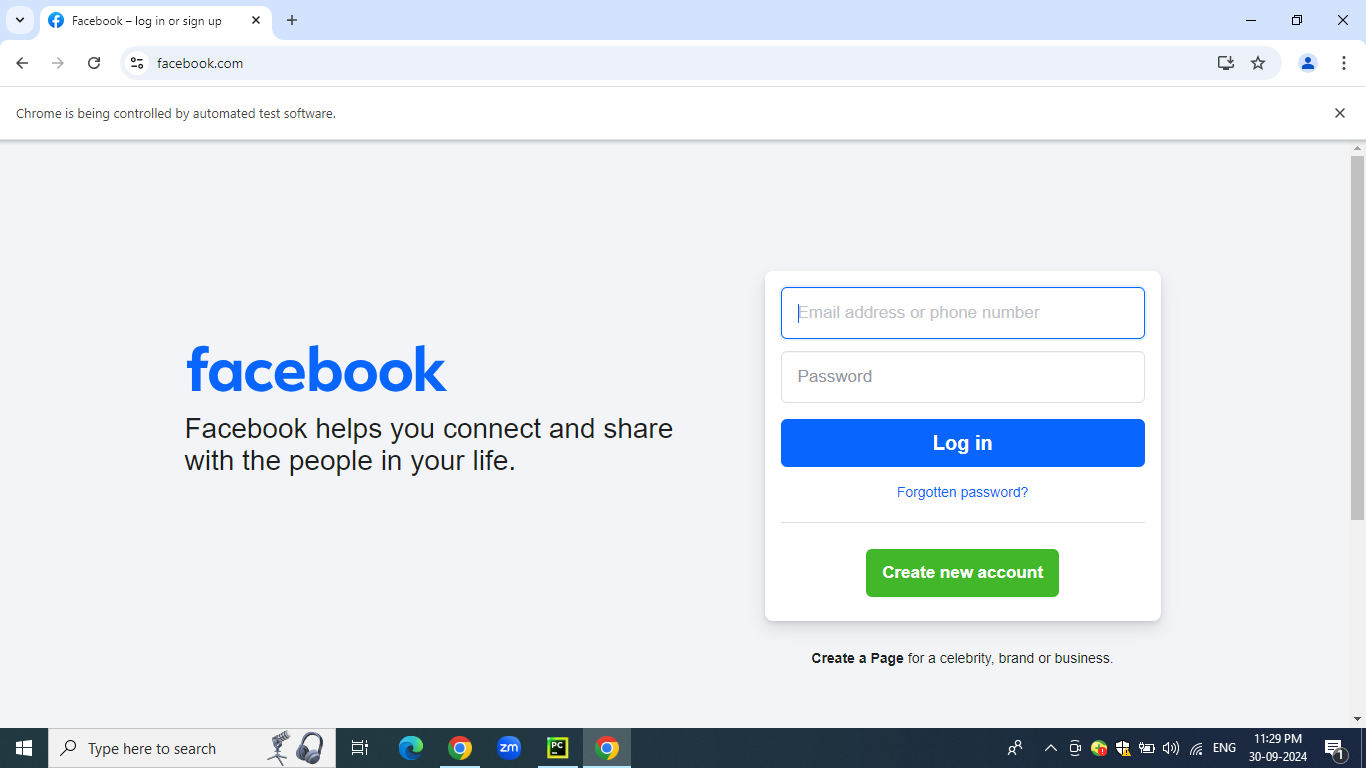 Facebook – log in or sign up
facebook.com
Chrome is being controlled by automated test software.
facebook
Facebook helps you connect and share
with the people in your life.
Email address or phone number
Password
Log in
Forgotten password?
Create new account
Create a Page for a celebrity, brand or business.
Type here to search
zm
PC
ENG
11:29 PM
30-09-2024
1